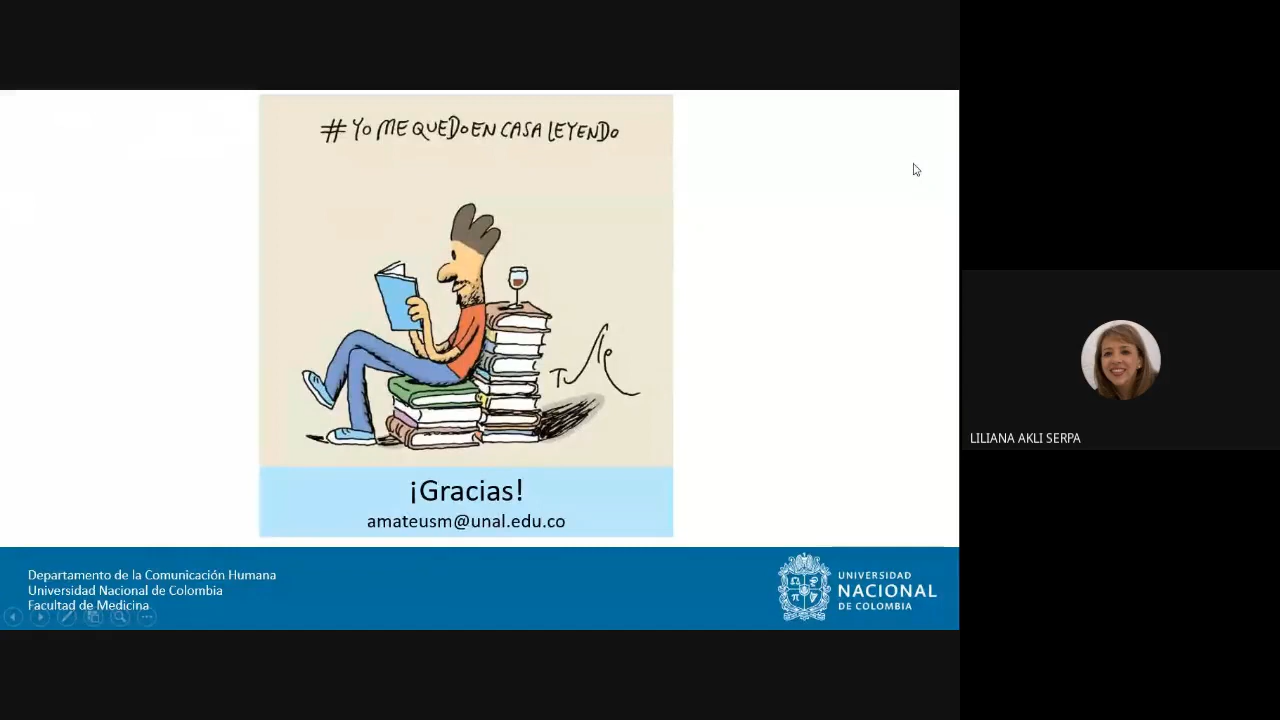 #YO ME QUEDO EN CASA LEYENDO
¡Gracias!
amateusm@unal.edu.co
Departamento de la Comunicación Humana
Universidad Nacional de Colombia
Facultad de Medicina
UNIVERSIDAD
NACIONAL
DE COLOMBIA
LILIANA AKLI SERPA